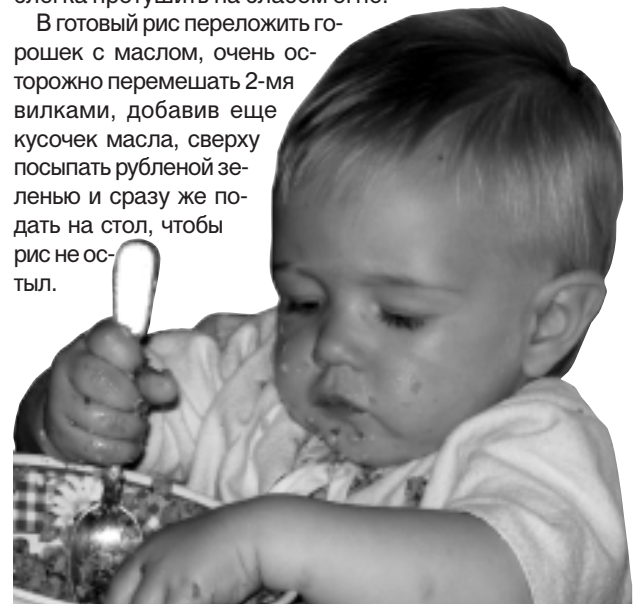 В готовый рис переложить го-
рошек с маслом, очень ос-
торожно перемешать 2-мя
вилками, добавив еще
кусочек масла, сверху
посыпать рубленой зе-
ленью и сразу же по-
дать на стол, чтобы
рис не ос-
тыл.